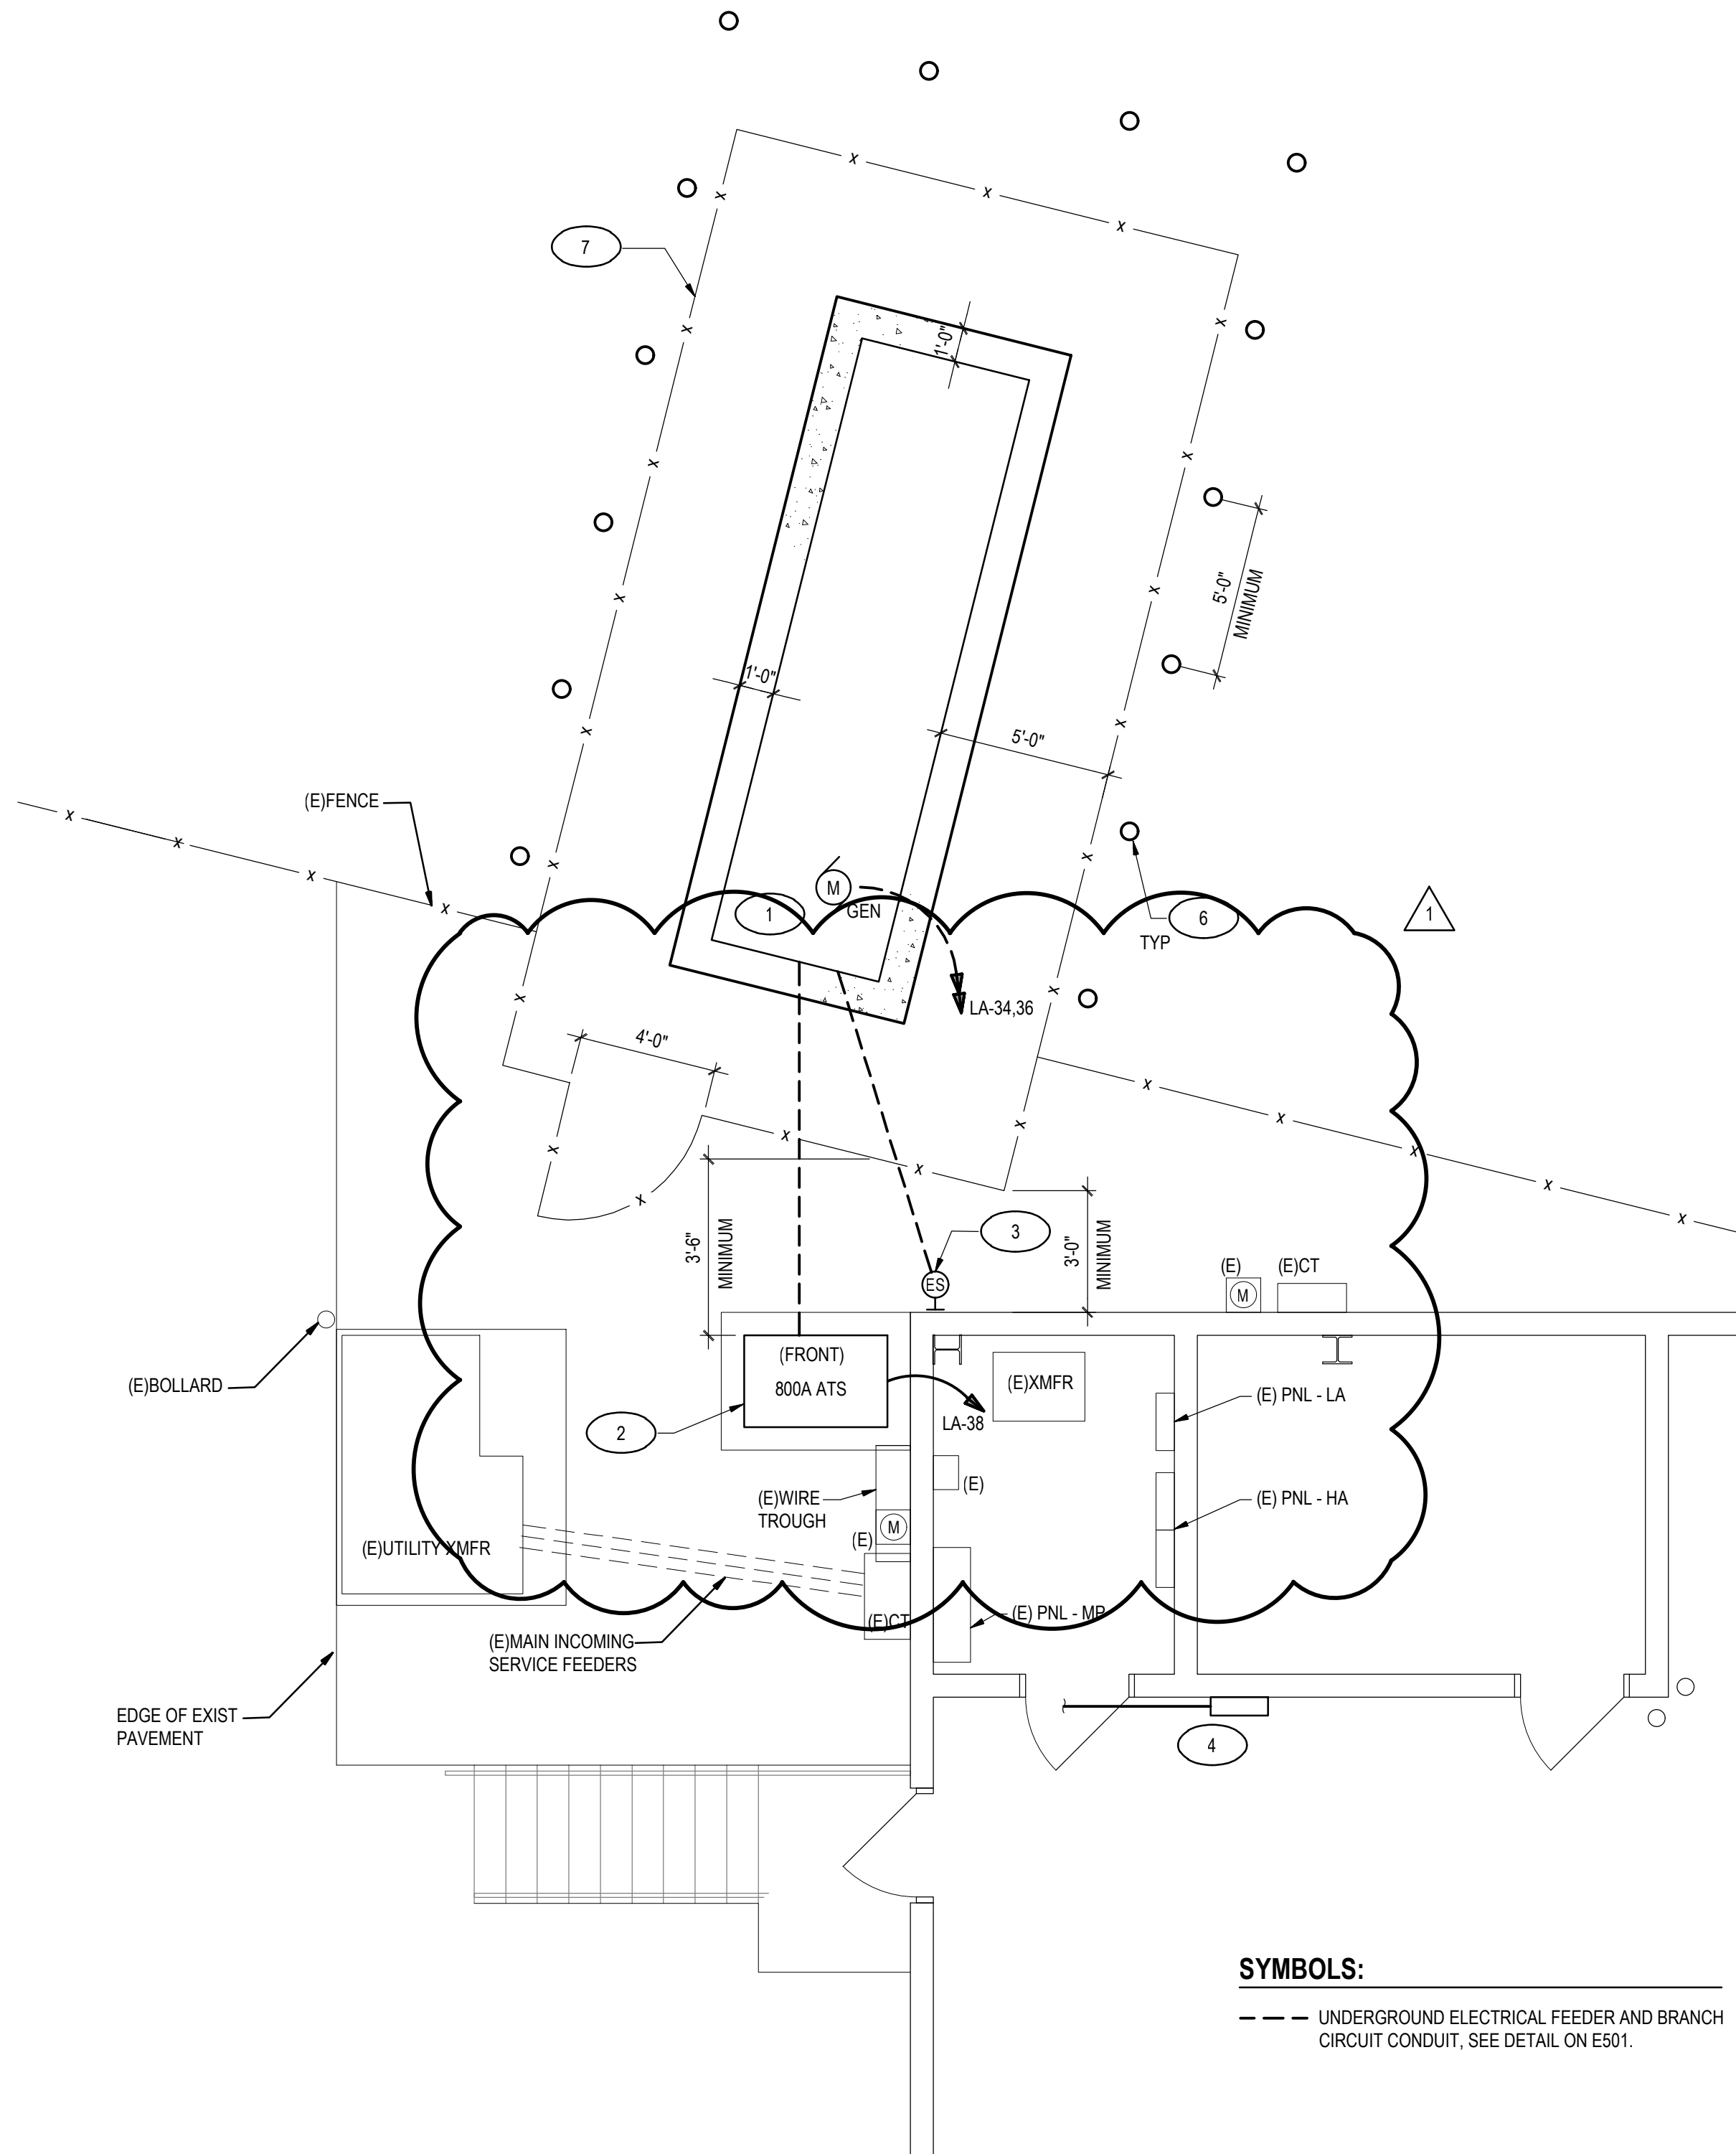 7
1'-0"
5'-0"
MINIMUM
1'-0"
5'-0"
(E)FENCE
M
1
GEN
6
TYP
1
LA-34,36
4'-0"
3'-6"
MINIMUM
3
3'-0"
MINIMUM
ES
(E)
(E)CT
M
(FRONT)
800A ATS
(E)XMFR
(E)BOLLARD
(E) PNL - LA
2
LA-38
(E)
(E)WIRE
TROUGH
(E) PNL - HA
M
(E)
(E)UTILITY XMFR
(E)CT
(E) PNL - MP
(E)MAIN INCOMING
SERVICE FEEDERS
EDGE OF EXIST
PAVEMENT
4
SYMBOLS:
UNDERGROUND ELECTRICAL FEEDER AND BRANCH
CIRCUIT CONDUIT, SEE DETAIL ON E501.
x x x x x x x x x x x x x x x x x x x x x x x x x x x x x x x x